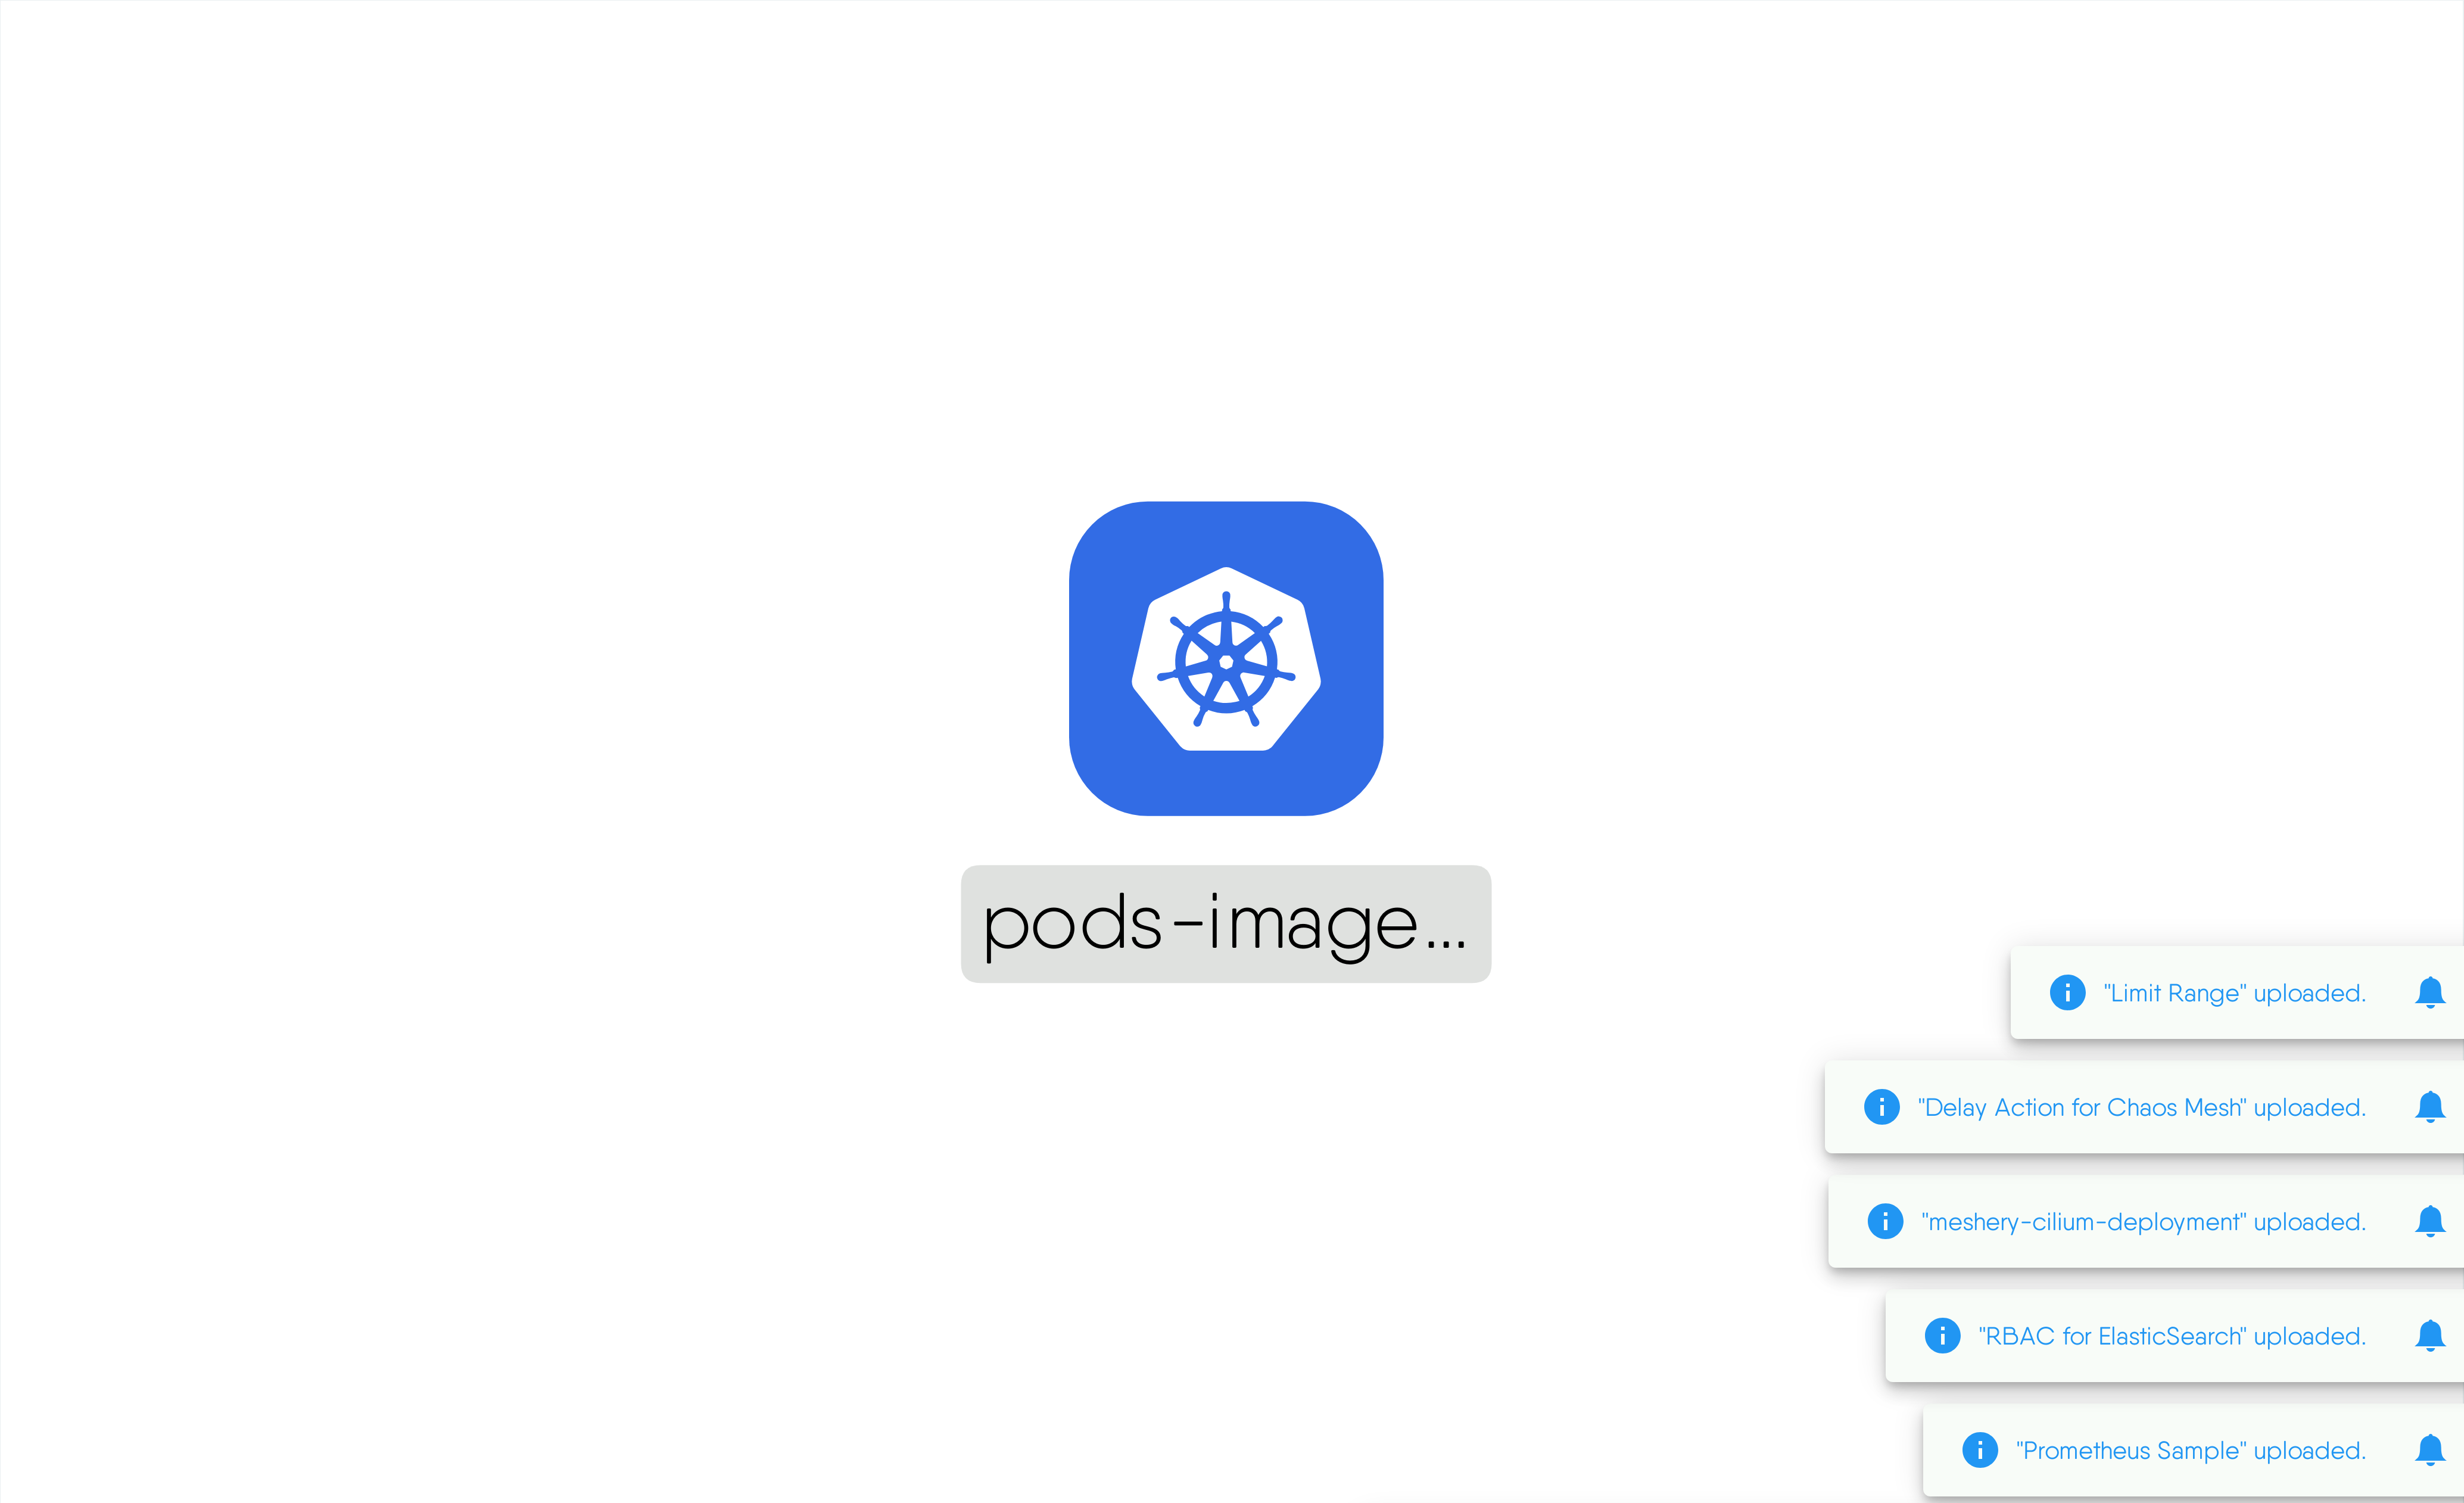 pods-image...
"Limit Range" uploaded.
"Delay Action for Chaos Mesh" uploaded.
"meshery-cilium-deployment" uploaded.
"RBAC for ElasticSearch" uploaded.
"Prometheus Sample" uploaded.